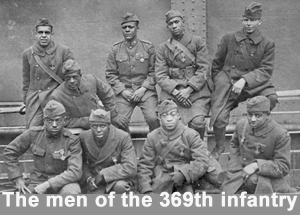 The men of the 369th infantry